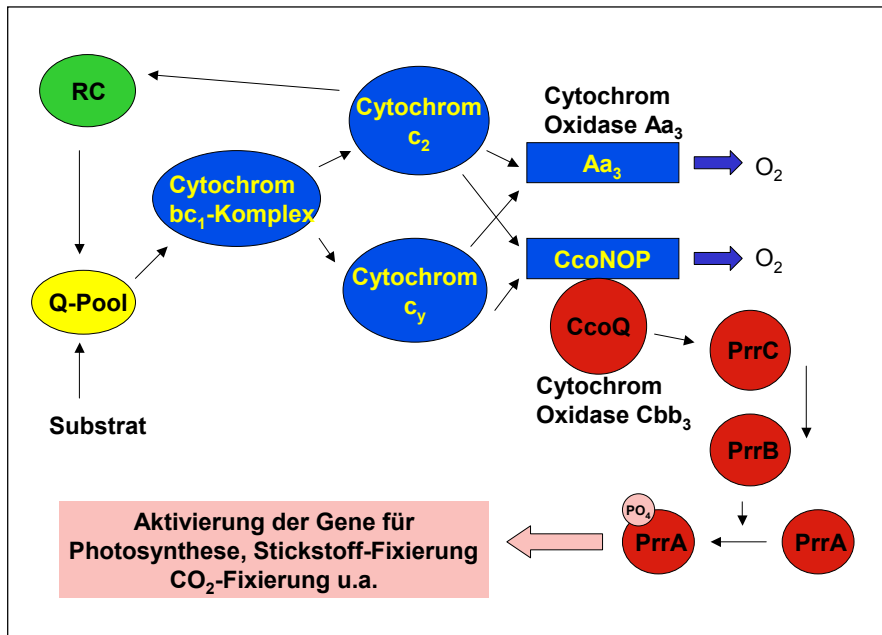 RC
Cytochrom
c₂
Cytochrom
Oxidase Aa₃
Aa₃
O₂
Cytochrom
bc₁-Komplex
Q-Pool
Cytochrom
c_y
CcoNOP
O₂
CcoQ
PrrC
Cytochrom
Oxidase Cbb₃
Substrat
PrrB
PO₄
PrrA
PrrA
Aktivierung der Gene für
Photosynthese, Stickstoff-Fixierung
CO₂-Fixierung u.a.